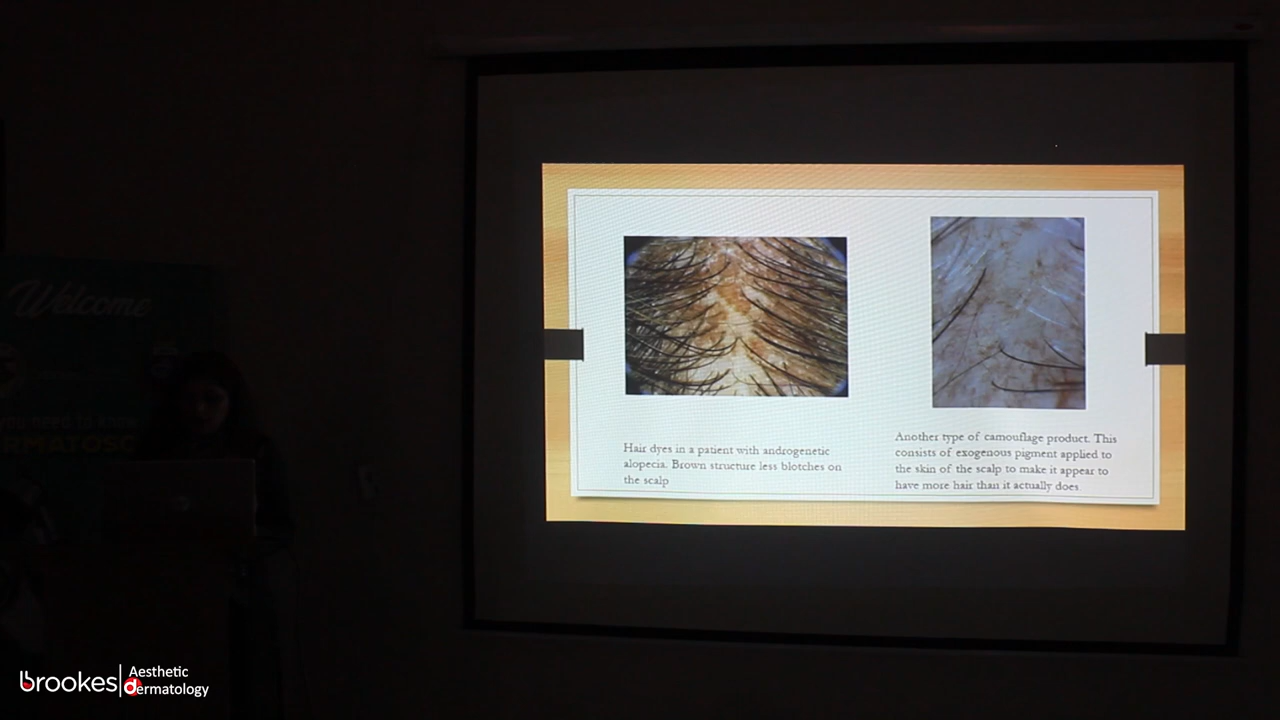 Welcome
Hair dyes in a patient with androgenetic
alopecia. Brown structure less blotches on
the scalp
Another type of camouflage product. This
consists of exogenous pigment applied to
the skin of the scalp to make it appear to
have more hair than it actually does
brookes
Aesthetic
dermatology